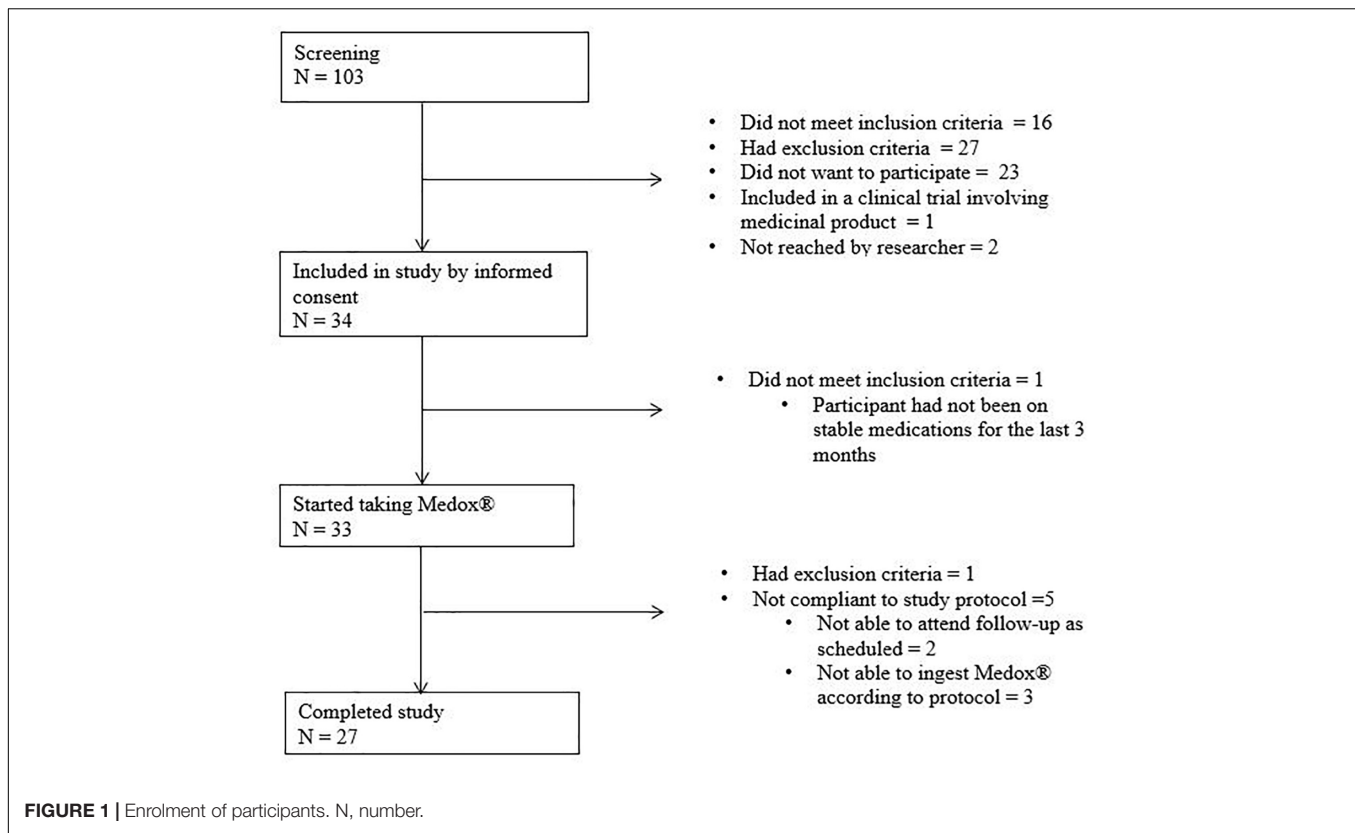 Screening
N = 103
• Did not meet inclusion criteria = 16
• Had exclusion criteria = 27
• Did not want to participate = 23
• Included in a clinical trial involving
medicinal product = 1
• Not reached by researcher = 2
Included in study by informed
consent
N = 34
• Did not meet inclusion criteria = 1
• Participant had not been on
stable medications for the last 3
months
Started taking Medox®
N = 33
• Had exclusion criteria = 1
• Not compliant to study protocol =5
• Not able to attend follow-up as
scheduled = 2
• Not able to ingest Medox®
according to protocol = 3
Completed study
N = 27
FIGURE 1 | Enrolment of participants. N, number.